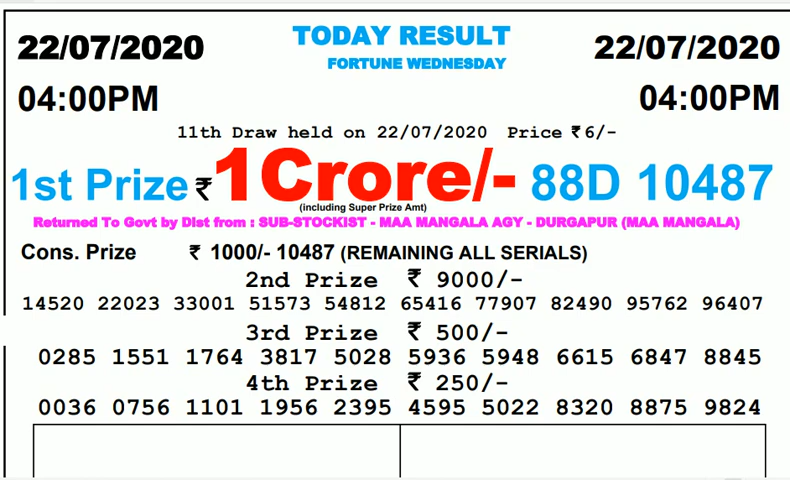 22/07/2020 TODAY RESULT 22/07/2020
FORTUNE WEDNESDAY
04:00PM 04:00PM
11th Draw held on 22/07/2020 Price ₹ 6/-
1st Prize ₹ 1Crore/- 88D 10487
(including Super Prize Amt)
Returned To Govt by Dist from : SUB-STOCKIST - MAA MANGALA AGY - DURGAPUR (MAA MANGALA)
Cons. Prize ₹ 1000/- 10487 (REMAINING ALL SERIALS)
2nd Prize ₹ 9000/-
14520 22023 33001 51573 54812 65416 77907 82490 95762 96407
3rd Prize ₹ 500/-
0285 1551 1764 3817 5028 5936 5948 6615 6847 8845
4th Prize ₹ 250/-
0036 0756 1101 1956 2395 4595 5022 8320 8875 9824